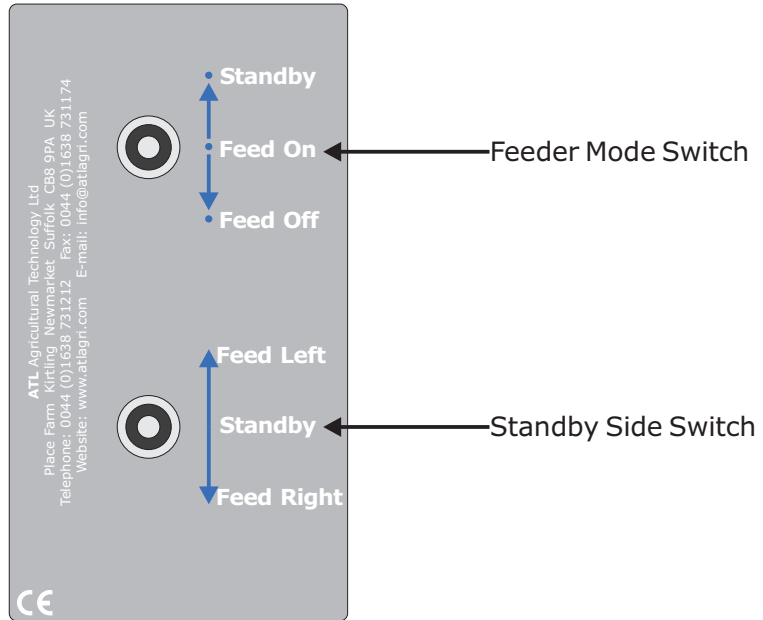 Standby
Feed On
Feeder Mode Switch
Feed Off
Feed Left
Standby
Standby Side Switch
Feed Right
ATL Agricultural Technology Ltd
Place Farm Kirtling Newmarket Suffolk CB8 9PA UK
Telephone: 0044 (0)1638 731212 Fax: 0044 (0)1638 731174
Website: www.atlagri.com E-mail: info@atlagri.com
CE